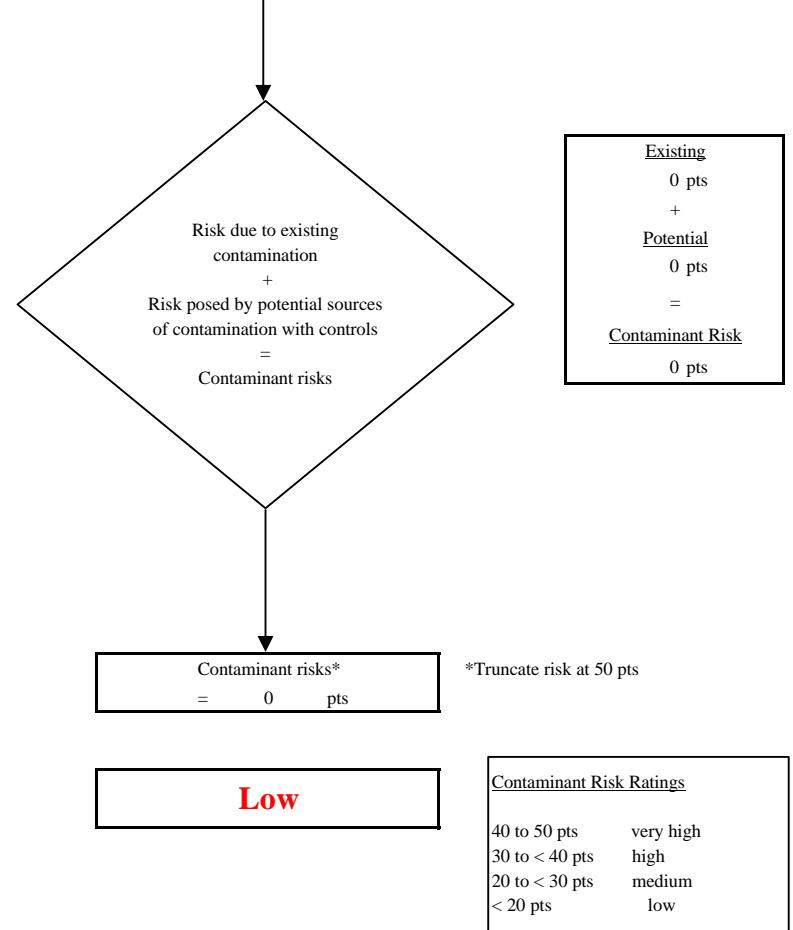 Risk due to existing
contamination
+
Risk posed by potential sources
of contamination with controls
=
Contaminant risks
Existing
0 pts
+
Potential
0 pts
=
Contaminant Risk
0 pts
Contaminant risks*
= 0 pts
*Truncate risk at 50 pts
Low
Contaminant Risk Ratings
40 to 50 pts very high
30 to < 40 pts high
20 to < 30 pts medium
< 20 pts low